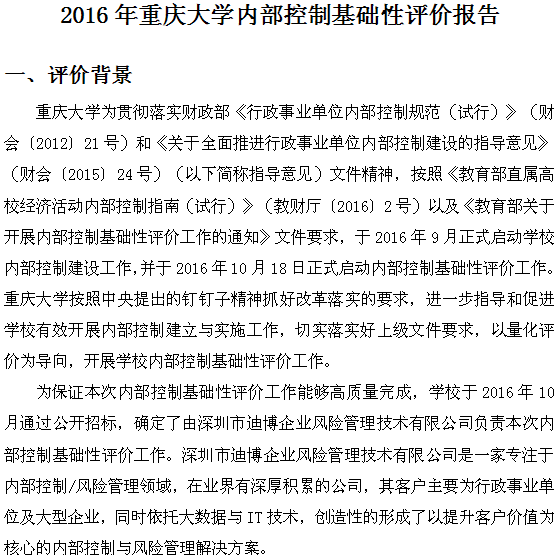 2016 年重庆大学内部控制基础性评价报告
一、评价背景
重庆大学为贯彻落实财政部《行政事业单位内部控制规范（试行）》（财
会〔2012〕21 号）和《关于全面推进行政事业单位内部控制建设的指导意见》
（财会〔2015〕24 号）（以下简称指导意见）文件精神，按照《教育部直属高
校经济活动内部控制指南（试行）》（教财厅〔2016〕2 号）以及《教育部关于
开展内部控制基础性评价工作的通知》文件要求，于 2016 年 9 月正式启动学校
内部控制建设工作,并于 2016 年 10 月 18 日正式启动内部控制基础性评价工作。
重庆大学按照中央提出的钉钉子精神抓好改革落实的要求，进一步指导和促进
学校有效开展内部控制建立与实施工作，切实落实好上级文件要求，以量化评
价为导向，开展学校内部控制基础性评价工作。
为保证本次内部控制基础性评价工作能够高质量完成，学校于 2016 年 10
月通过公开招标，确定了由深圳市迪博企业风险管理技术有限公司负责本次内
部控制基础性评价工作。深圳市迪博企业风险管理技术有限公司是一家专注于
内部控制/风险管理领域，在业界有深厚积累的公司，其客户主要为行政事业单
位及大型企业，同时依托大数据与 IT 技术，创造性的形成了以提升客户价值为
核心的内部控制与风险管理解决方案。